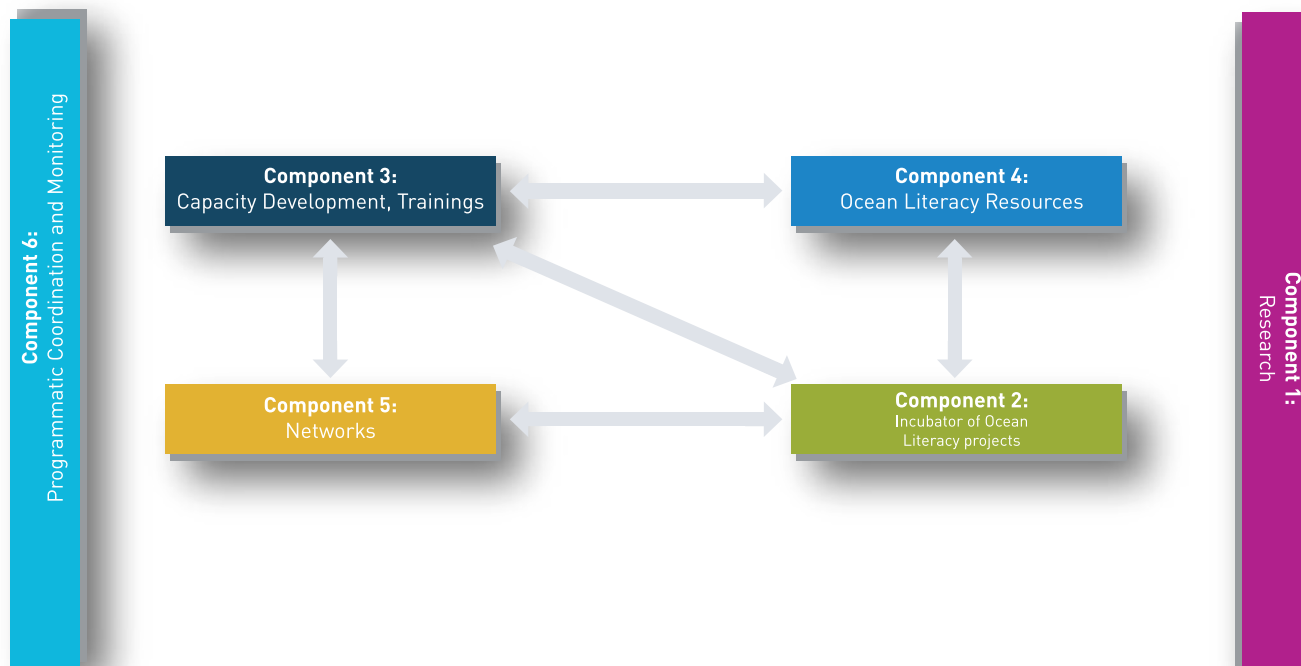 Component 6:
Programmatic Coordination and Monitoring
Component 3:
Capacity Development, Trainings
Component 4:
Ocean Literacy Resources
Component 5:
Networks
Component 2:
Incubator of Ocean
Literacy projects
Component 1:
Research